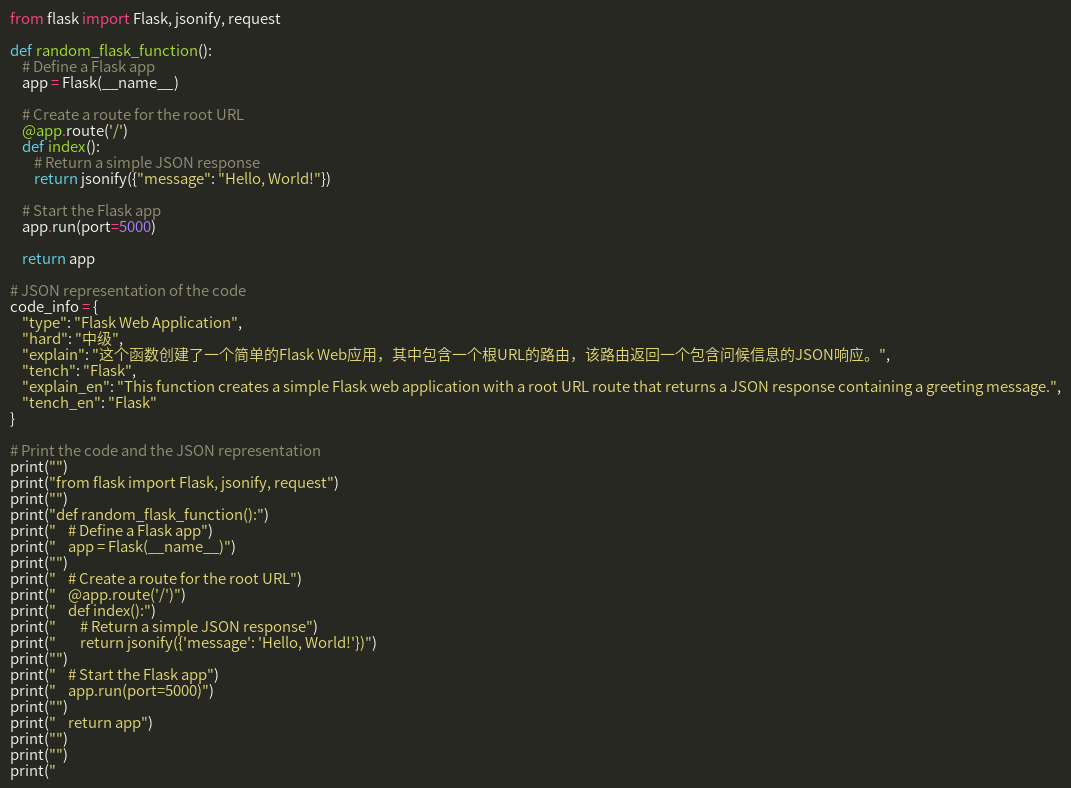 from flask import Flask, jsonify, request

def random_flask_function():
    # Define a Flask app
    app = Flask(__name__)

    # Create a route for the root URL
    @app.route('/')
    def index():
        # Return a simple JSON response
        return jsonify({"message": "Hello, World!"})

    # Start the Flask app
    app.run(port=5000)

    return app

# JSON representation of the code
code_info = {
    "type": "Flask Web Application",
    "hard": "中级",
    "explain": "这个函数创建了一个简单的Flask Web应用，其中包含一个根URL的路由，该路由返回一个包含问候信息的JSON响应。",
    "tench": "Flask",
    "explain_en": "This function creates a simple Flask web application with a root URL route that returns a JSON response containing a greeting message.",
    "tench_en": "Flask"
}

# Print the code and the JSON representation
print("")
print("from flask import Flask, jsonify, request")
print("")
print("def random_flask_function():")
print("    # Define a Flask app")
print("    app = Flask(__name__)")
print("")
print("    # Create a route for the root URL")
print("    @app.route('/')")
print("    def index():")
print("        # Return a simple JSON response")
print("        return jsonify({'message': 'Hello, World!'})")
print("")
print("    # Start the Flask app")
print("    app.run(port=5000)")
print("")
print("    return app")
print("")
print("")
print("